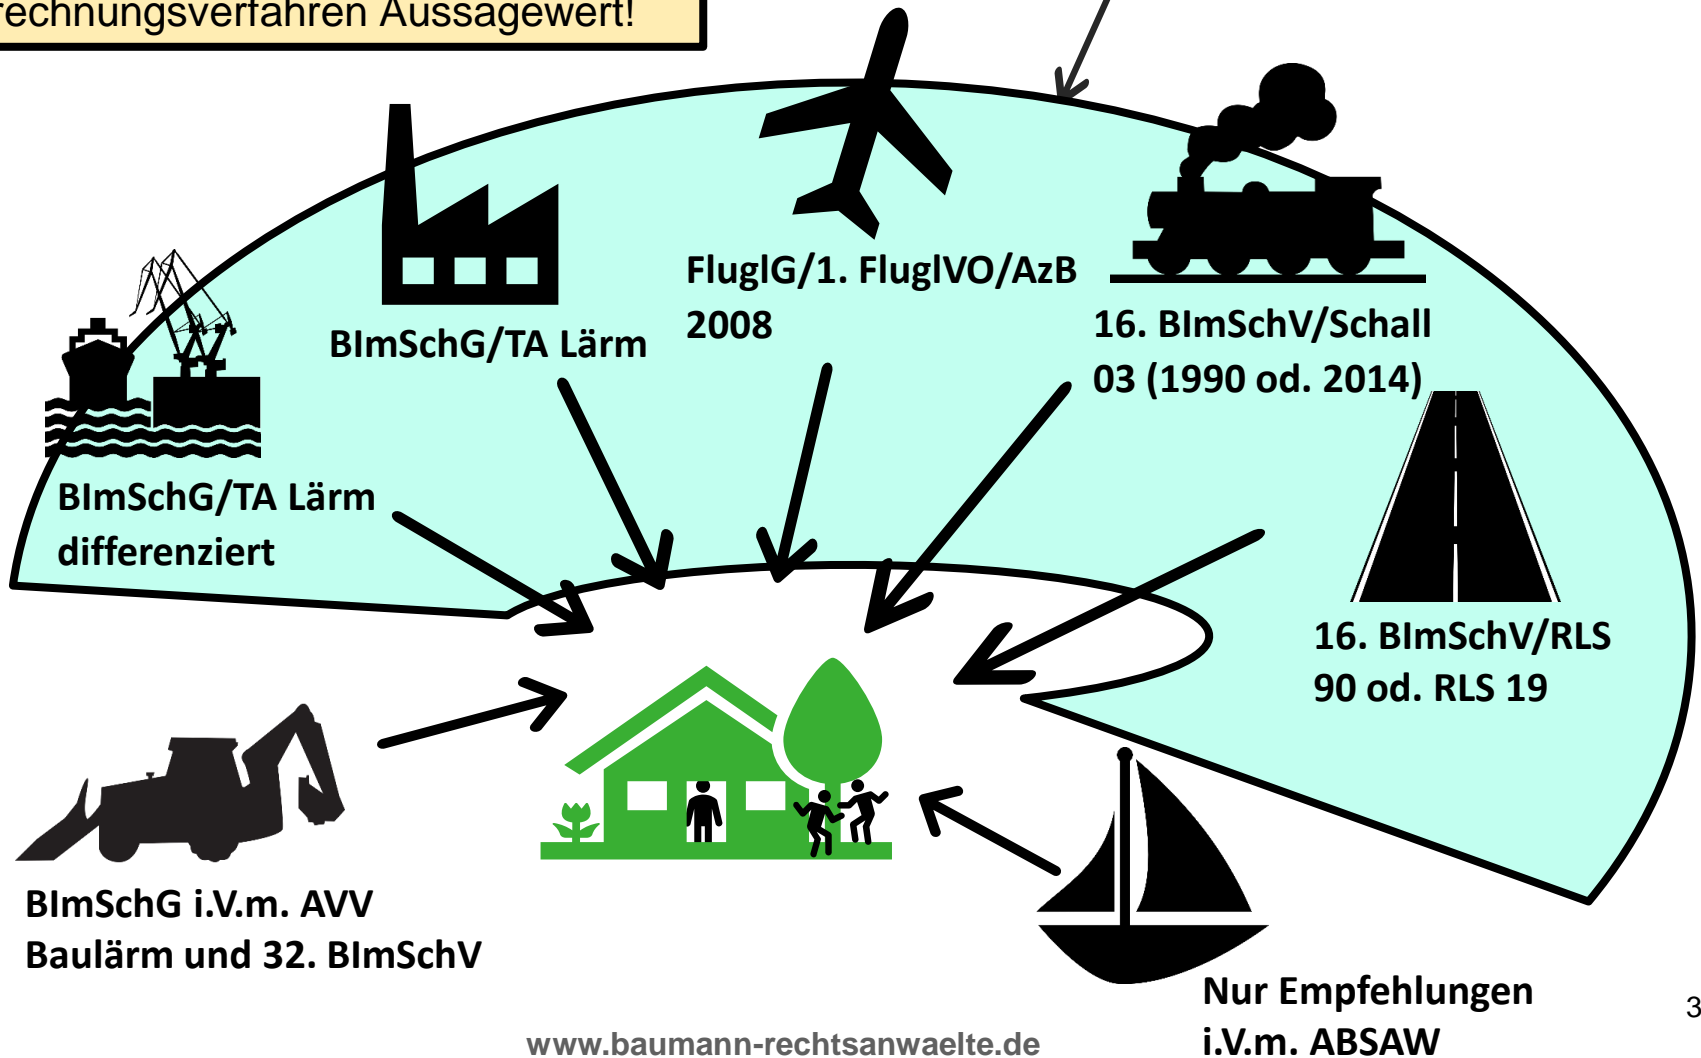 rechnungsverfahren Aussagewert!
FluglG/1. FluglVO/AzB
2008
16. BImSchV/Schall
03 (1990 od. 2014)
BImSchG/TA Lärm
BImSchG/TA Lärm
differenziert
16. BImSchV/RLS
90 od. RLS 19
BImSchG i.V.m. AVV
Baulärm und 32. BImSchV
Nur Empfehlungen
i.V.m. ABSAW
www.baumann-rechtsanwaelte.de
3